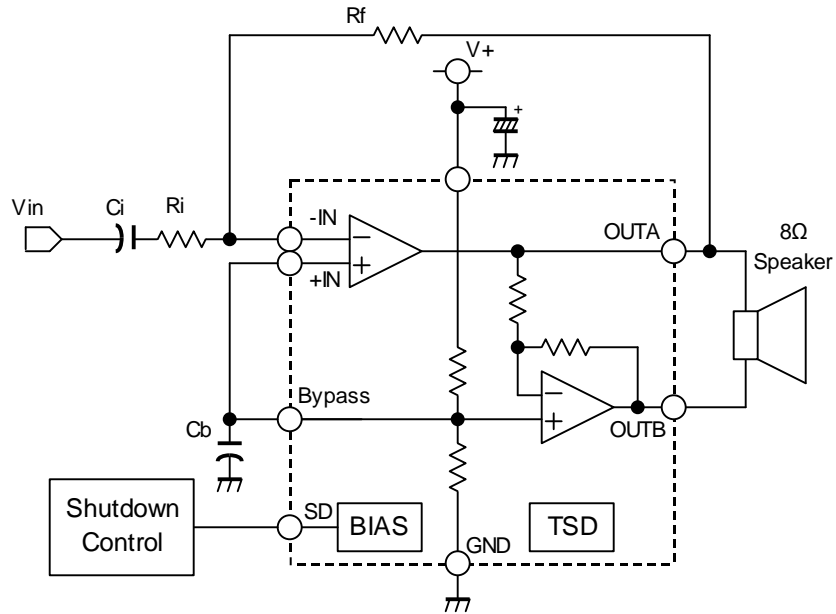 Rf
V+
+
Vin
Ci
Ri
-IN
OUTA
8Ω
Speaker
+IN
Bypass
Cb
OUTB
Shutdown
Control
SD
BIAS
TSD
GND